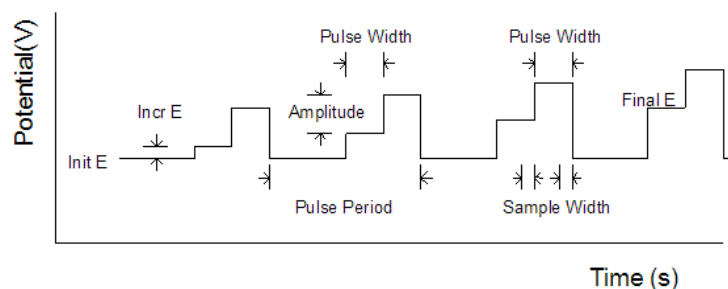 Potential(V)
Pulse Width
Pulse Width
Incr E
Amplitude
Final E
Init E
Pulse Period
Sample Width
Time (s)